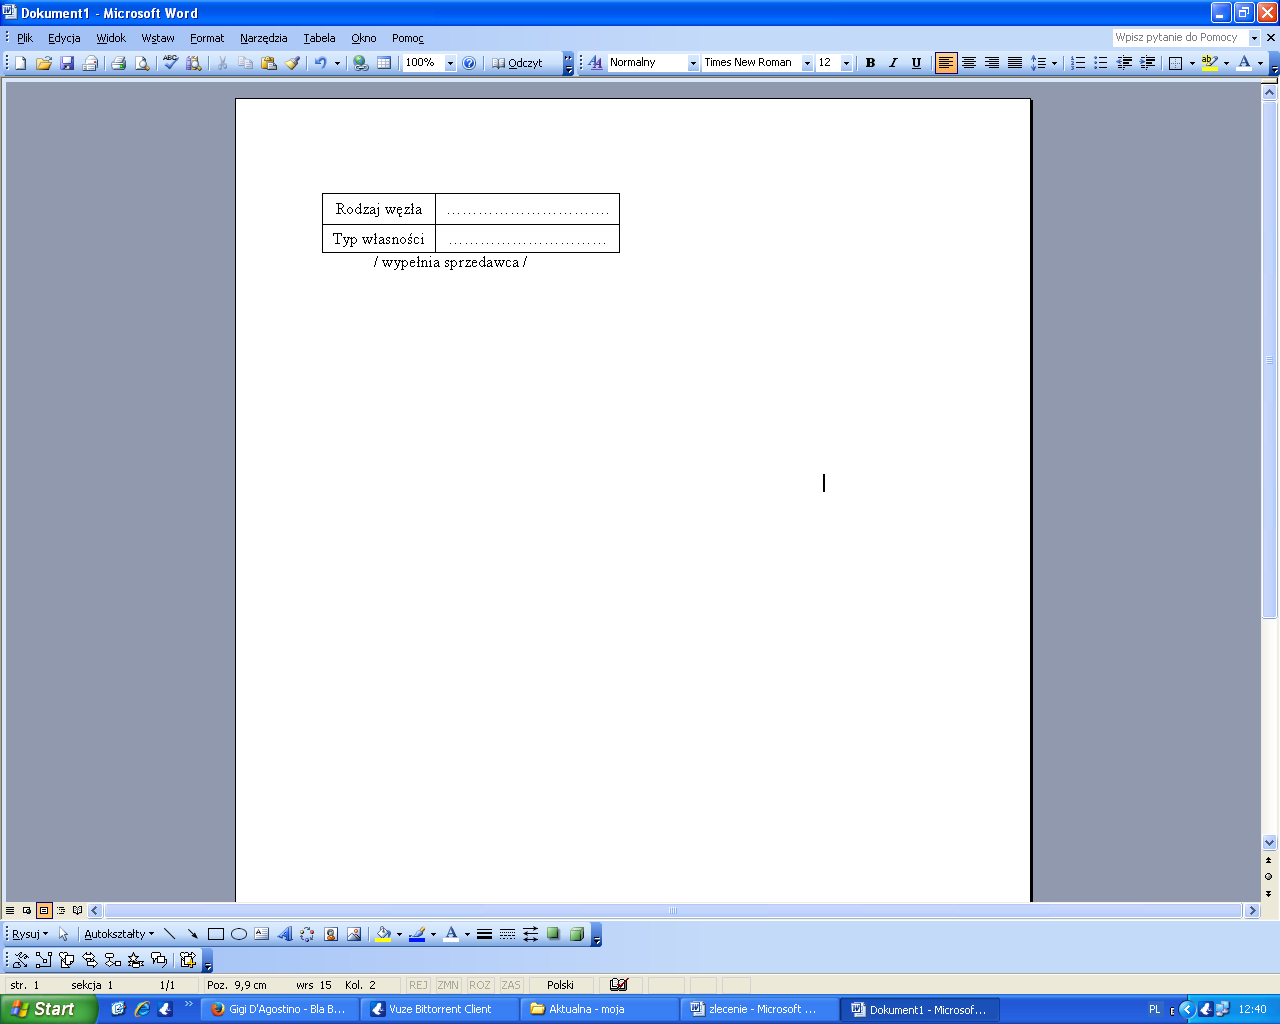 Dokument1 - Microsoft Word
Plik Edycja Widok Wstaw Format Narzędzia Tabela Okno Pomoc Wpisz pytanie do Pomocy
100% Odczyt Normalny Times New Roman 12 B I U
Rodzaj węzła ................................
Typ własności ................................
/ wypełnia sprzedawca /
Rysuj Autokształty
str. 1 sekcja 1 1/1 Poz. 9,9 cm wrs 15 Kol. 2 REJ ZMN ROZ ZAS Polski
Start Gigi D'Agostino - Bla B... Vuze Bittorrent Client Aktualna - moja zlecenie - Microsoft ... Dokument1 - Microsof... PL 12:40